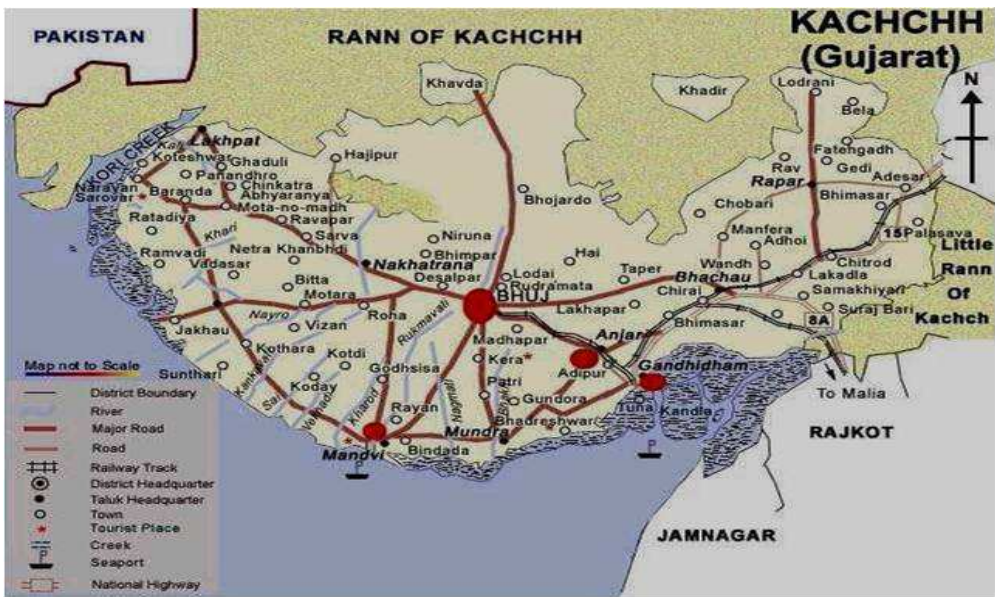 PAKISTAN
RANN OF KACHCHH
KACHCHH
(Gujarat)
N
Khavda
Khadir
Lodrani
Bela
KORI CREEK
Lakhpat
Koteshwar
Ghaduli
Hajipur
Fatehgadh
Rav
Gedi
Panandhro
Narayan
Sarovar
Baranda
Chinkatra
Abhyaranya
Rapar
Adesar
Bhimasar
Bhojardo
Mota-no-madh
Ravapar
Chobari
Ratadiya
Sarva
Manfera
15
Palasava
Khari
Niruna
Adhoi
Little
Rann
Of
Kachch
Ramvadi
Netra Khanbhdi
Bhimpar
Hai
Wandh
Chitrod
Vadasar
Nakhatrana
Lodai
Taper
Bhachau
Lakadla
Bitta
Desalpar
Rudramata
BHUJ
Samakhiyari
Motara
Lakhapar
Chirai
Suraj Bari
Nayro
Roha
Rukmavati
Jakhau
Vizan
Madhapar
Anjar
Bhimasar
8A
Kothara
Kotdi
Kera
Adipur
Gandhidham
Map not to Scale
Sunthari
Kankavati
Koday
Godhsisa
Patri
To Malia
Sai
Kharod
Nagmati
Gundora
Tuna
Kandla
Rayan
Bhadreshwar
RAJKOT
Mandvi
Bindada
Mundra
JAMNAGAR
District Boundary
River
Major Road
Road
Railway Track
District Headquarter
Taluk Headquarter
Town
Tourist Place
Creek
Seaport
National Highway